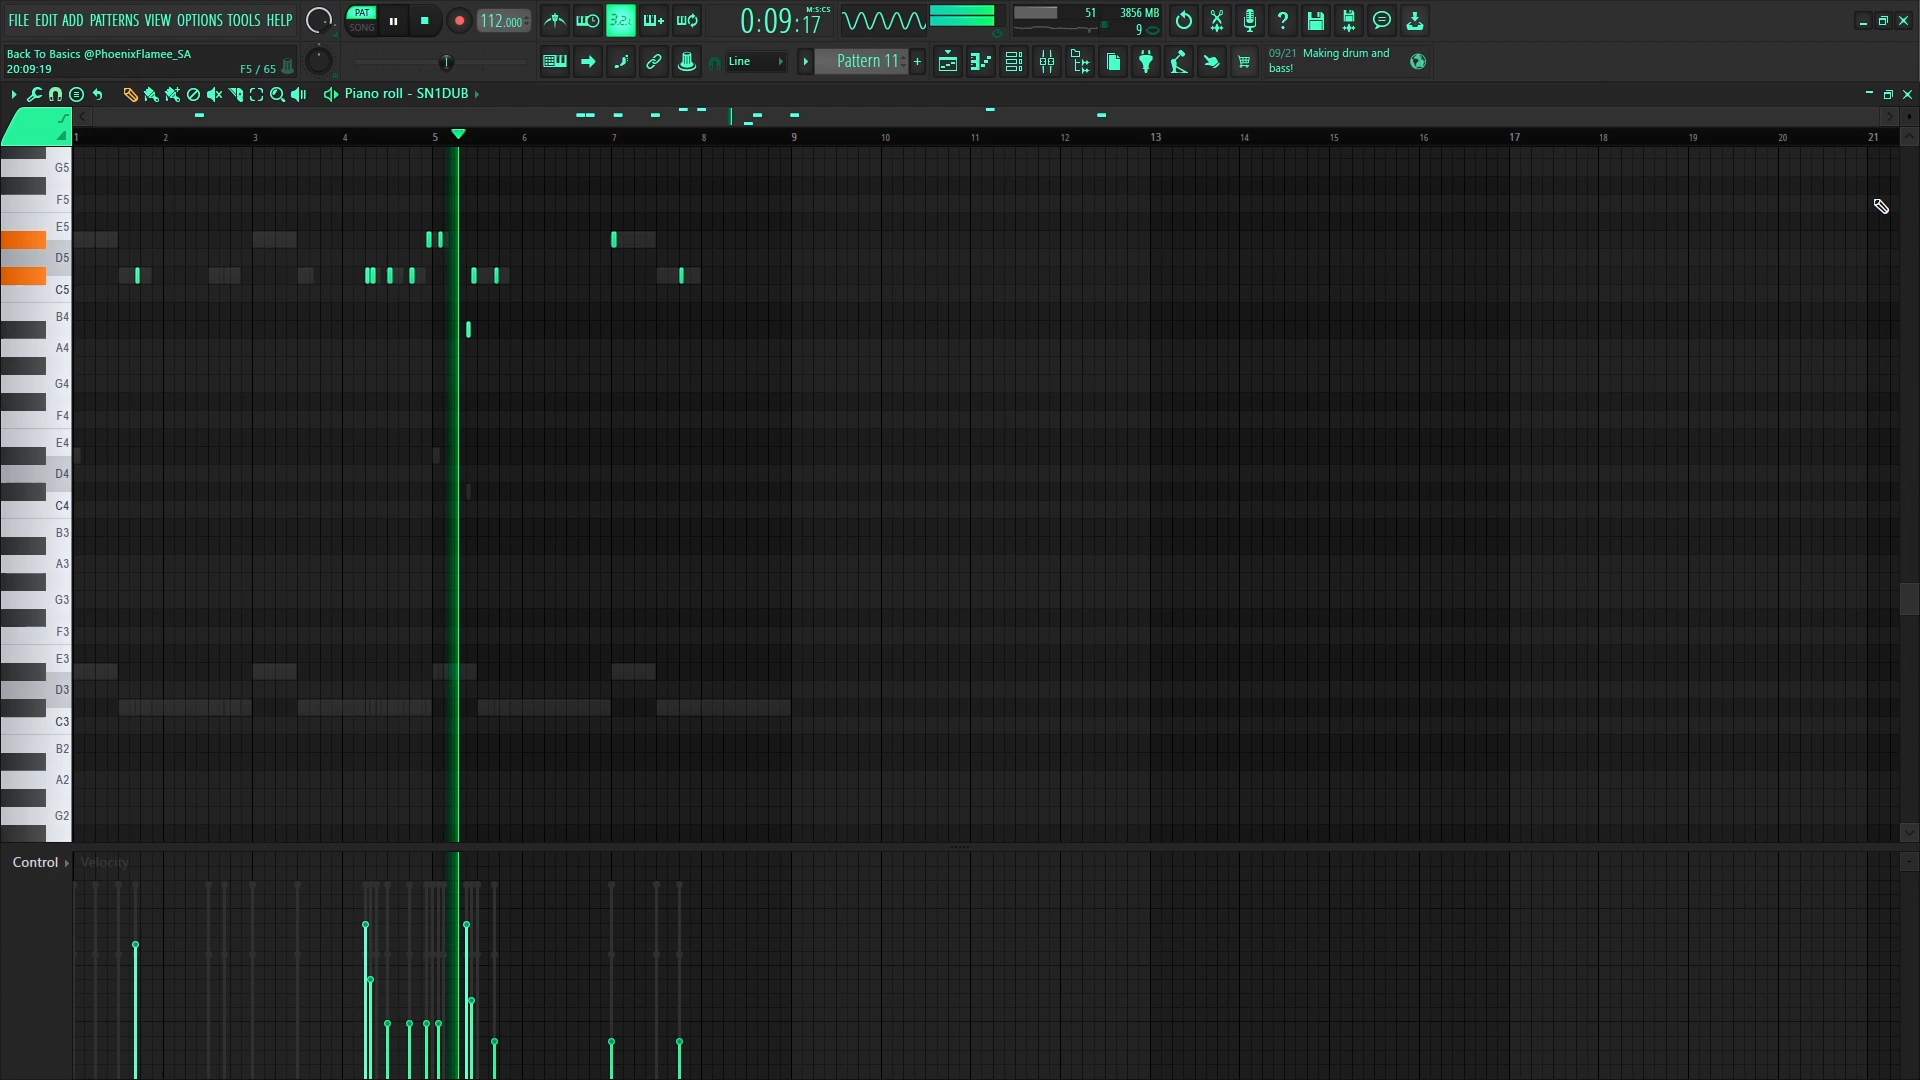 FILE EDIT ADD PATTERNS VIEW OPTIONS TOOLS HELP
PAT
SONG
112.000
3.2.
0:09:17
M:S:CS
51
3856 MB
9
Back To Basics @PhoenixFlamee_SA
20:09:19
F5 / 65
Line
Pattern 11
+
09/21 Making drum and
bass!
Piano roll - SN1DUB
1 2 3 4 5 6 7 8 9 10 11 12 13 14 15 16 17 18 19 20 21
G5
F5
E5
D5
C5
B4
A4
G4
F4
E4
D4
C4
B3
A3
G3
F3
E3
D3
C3
B2
A2
G2
Control
Velocity